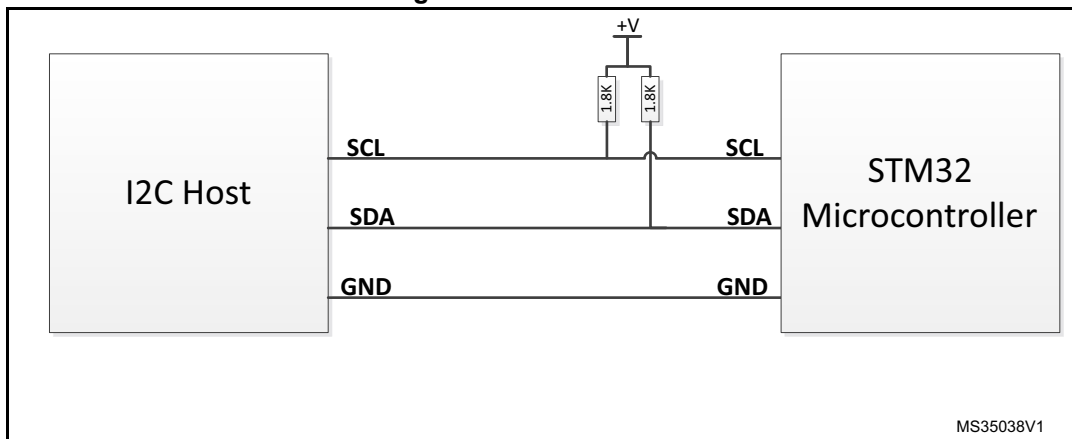 +V
1.8K
1.8K
SCL
SCL
I2C Host
STM32
Microcontroller
SDA
SDA
GND
GND
MS35038V1